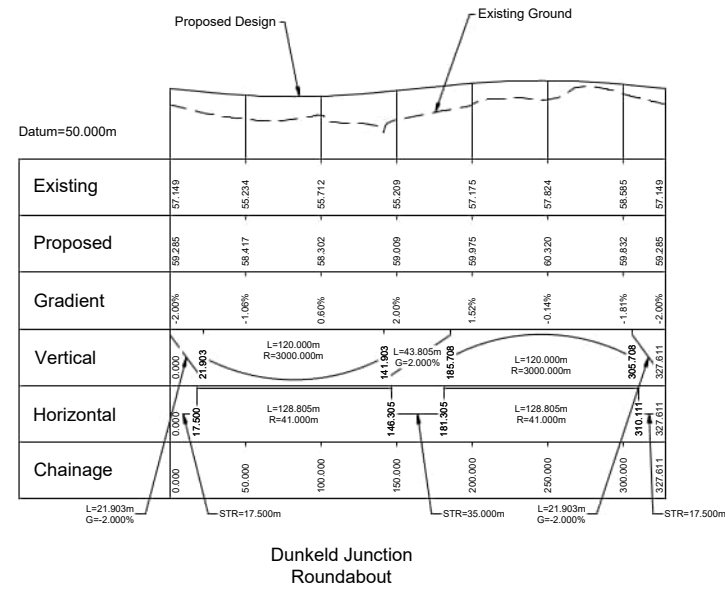 Proposed Design
Existing Ground
Datum=50.000m
Existing
57.149
55.234
55.712
55.209
57.175
57.824
58.585
57.149
Proposed
59.285
58.417
58.302
59.009
59.975
60.320
59.832
59.285
Gradient
-2.00%
-1.06%
0.60%
2.00%
1.52%
-0.14%
-1.81%
-2.00%
Vertical
0.000
21.903
L=120.000m
R=3000.000m
141.903
L=43.805m
G=2.000%
185.708
L=120.000m
R=3000.000m
305.708
327.611
Horizontal
0.000
17.500
L=128.805m
R=41.000m
146.305
181.305
L=128.805m
R=41.000m
310.111
327.611
Chainage
0.000
50.000
100.000
150.000
200.000
250.000
300.000
327.611
L=21.903m
G=-2.000%
STR=17.500m
STR=35.000m
L=21.903m
G=-2.000%
STR=17.500m
Dunkeld Junction
Roundabout